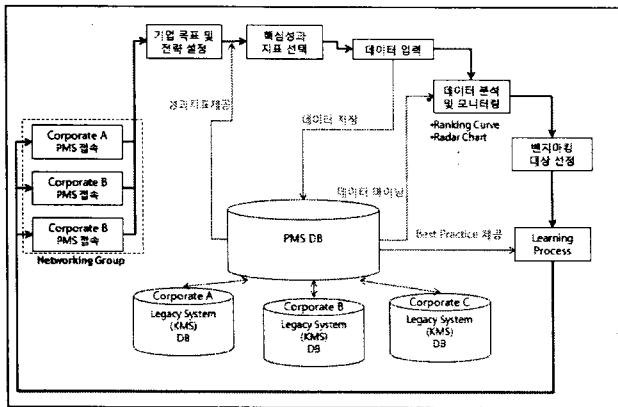 기업 목표 및
전략 설정
핵심성과
지표 선택
데이터 입력
데이터 분석
및 모니터링
•Ranking Curve
•Radar Chart
벤치마킹
대상 선정
Learning
Process
성과지표제공
데이터 저장
데이터 마이닝
Best Practice 제공
Corporate A
PMS 접속
Corporate B
PMS 접속
Corporate B
PMS 접속
Networking Group
PMS DB
Corporate A
Legacy System
(KMS)
DB
Corporate B
Legacy System
(KMS)
DB
Corporate C
Legacy System
(KMS)
DB